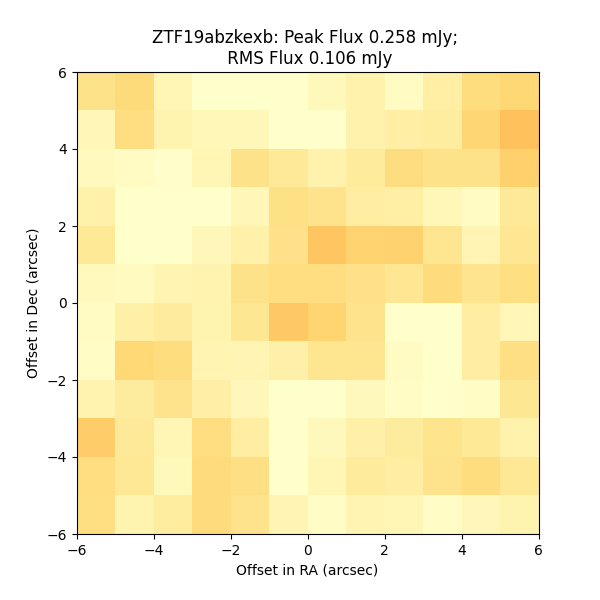 ZTF19abzkexb: Peak Flux 0.258 mJy;
RMS Flux 0.106 mJy
6
4
2
0
−2
−4
−6
Offset in Dec (arcsec)
−6 −4 −2 0 2 4 6
Offset in RA (arcsec)